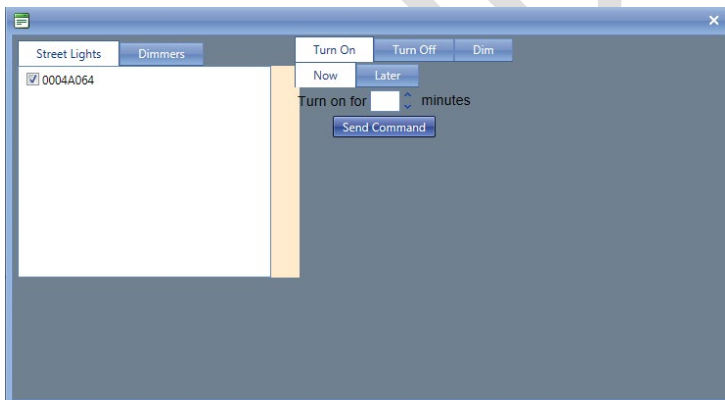 Street Lights Dimmers
0004A064
Turn On Turn Off Dim
Now Later
Turn on for minutes
Send Command